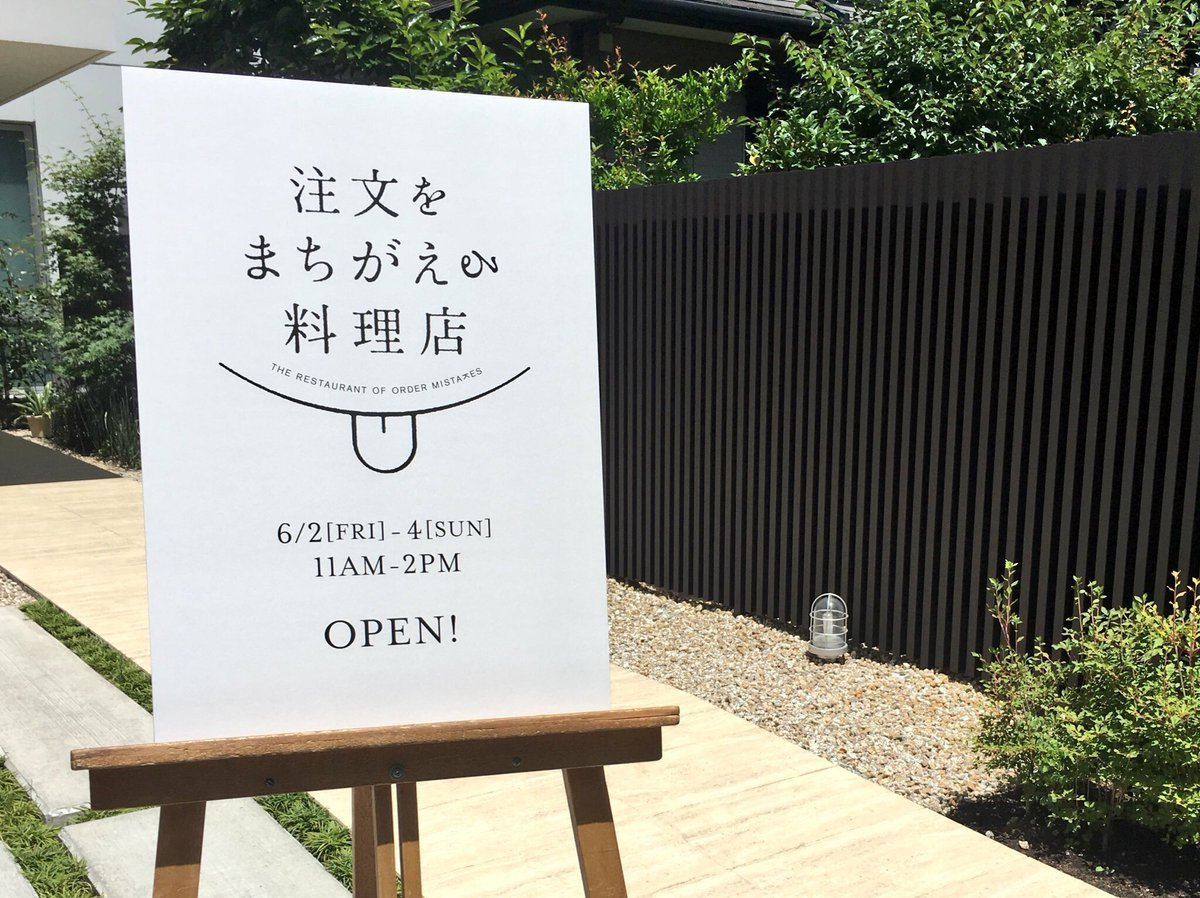 注文を
まちがえる
料理店
THE RESTAURANT OF ORDER MISTAKES
6/2[FRI]-4[SUN]
11AM-2PM
OPEN!